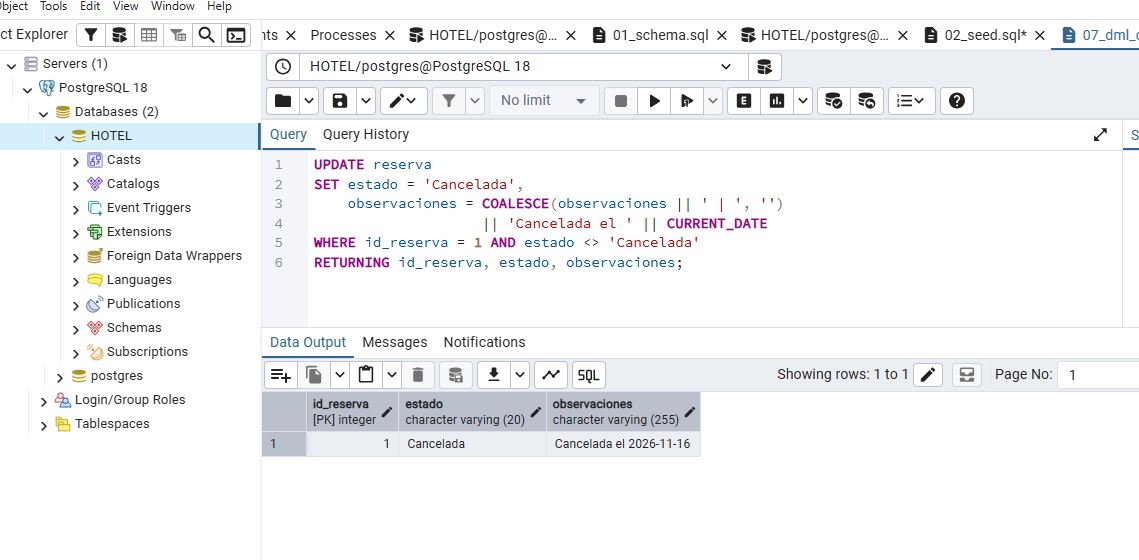 Object Tools Edit View Window Help
ct Explorer
nts Processes HOTEL/postgres@... 01_schema.sql HOTEL/postgres@... 02_seed.sql* 07_dml_
Servers (1)
PostgreSQL 18
Databases (2)
HOTEL
Casts
Catalogs
Event Triggers
Extensions
Foreign Data Wrappers
Languages
Publications
Schemas
Subscriptions
postgres
Login/Group Roles
Tablespaces
HOTEL/postgres@PostgreSQL 18
No limit
E
Query Query History
1 UPDATE reserva
2 SET estado = 'Cancelada',
3 observaciones = COALESCE(observaciones || ' | ', '')
4 || 'Cancelada el ' || CURRENT_DATE
5 WHERE id_reserva = 1 AND estado <> 'Cancelada'
6 RETURNING id_reserva, estado, observaciones;
Data Output Messages Notifications
SQL Showing rows: 1 to 1 Page No: 1
id_reserva estado observaciones
[PK] integer character varying (20) character varying (255)
1 1 Cancelada Cancelada el 2026-11-16